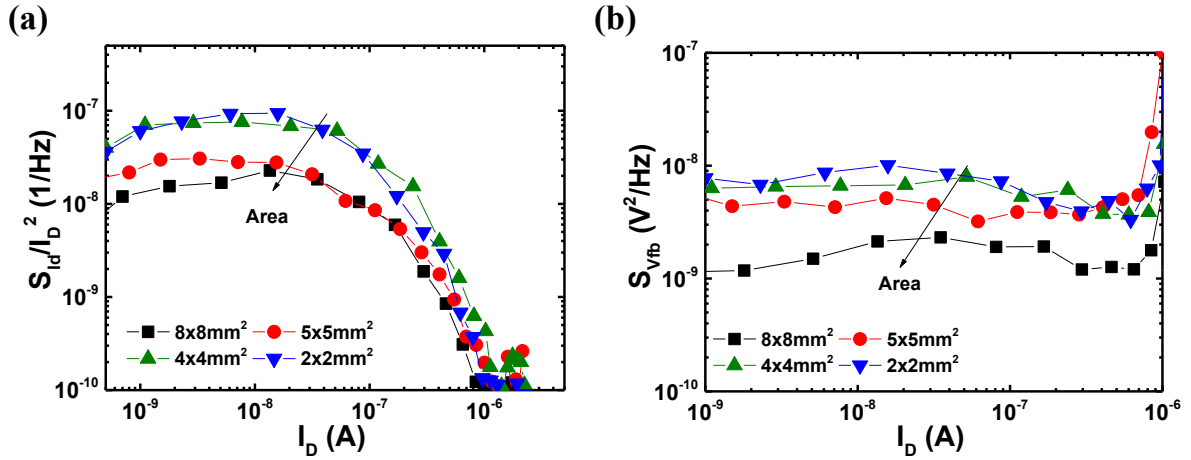 (a)
S_Id/I_D^2 (1/Hz)
10^-7
10^-8
10^-9
10^-10
Area
8x8mm^2 5x5mm^2
4x4mm^2 2x2mm^2
10^-9 10^-8 10^-7 10^-6
I_D (A)
(b)
S_Vfb (V^2/Hz)
10^-7
10^-8
10^-9
10^-10
Area
8x8mm^2 5x5mm^2
4x4mm^2 2x2mm^2
10^-9 10^-8 10^-7 10^-6
I_D (A)